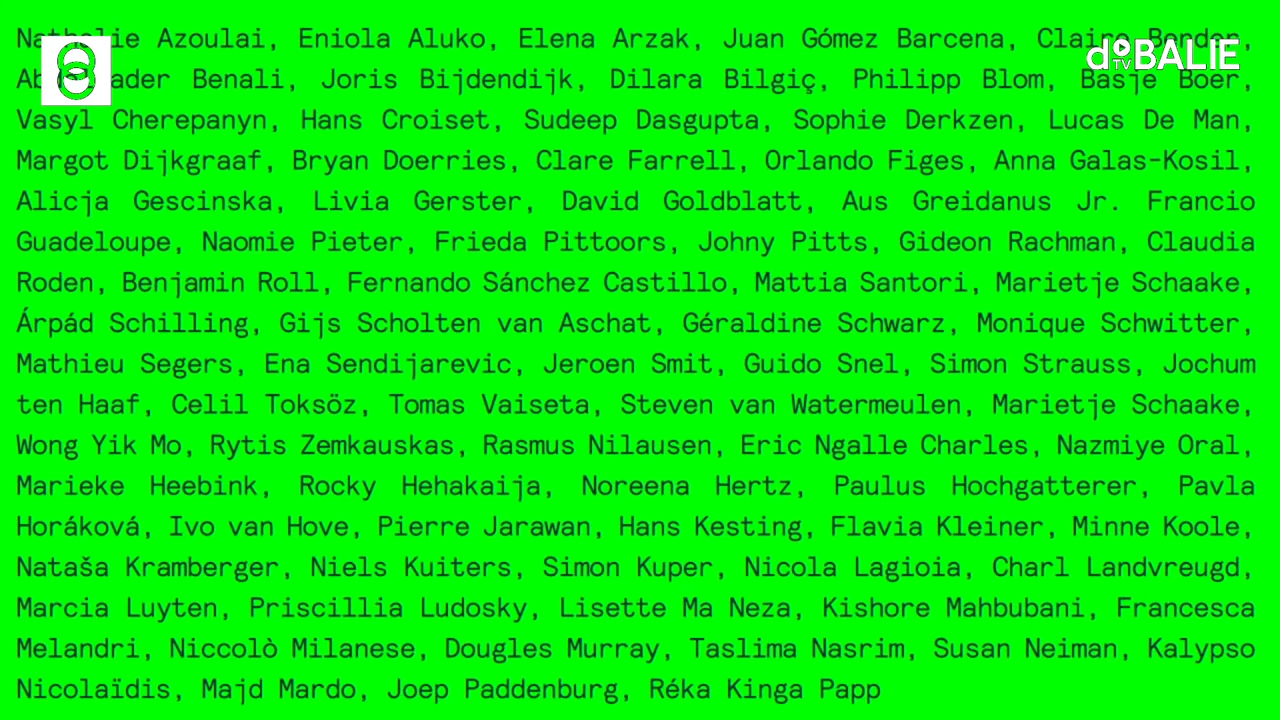 Nathalie Azoulai, Eniola Aluko, Elena Arzak, Juan Gómez Barcena, Claire Bender,
Abdelkader Benali, Joris Bijdendijk, Dilara Bilgiç, Philipp Blom, Basje Boer,
Vasyl Cherepanyn, Hans Croiset, Sudeep Dasgupta, Sophie Derkzen, Lucas De Man,
Margot Dijkgraaf, Bryan Doerries, Clare Farrell, Orlando Figes, Anna Galas-Kosil,
Alicja Gescinska, Livia Gerster, David Goldblatt, Aus Greidanus Jr. Francio
Guadeloupe, Naomie Pieter, Frieda Pittoors, Johny Pitts, Gideon Rachman, Claudia
Roden, Benjamin Roll, Fernando Sánchez Castillo, Mattia Santori, Marietje Schaake,
Árpád Schilling, Gijs Scholten van Aschat, Géraldine Schwarz, Monique Schwitter,
Mathieu Segers, Ena Sendijarevic, Jeroen Smit, Guido Snel, Simon Strauss, Jochum
ten Haaf, Celil Toksöz, Tomas Vaiseta, Steven van Watermeulen, Marietje Schaake,
Wong Yik Mo, Rytis Zemkauskas, Rasmus Nilausen, Eric Ngalle Charles, Nazmiye Oral,
Marieke Heebink, Rocky Hehakaija, Noreena Hertz, Paulus Hochgatterer, Pavla
Horáková, Ivo van Hove, Pierre Jarawan, Hans Kesting, Flavia Kleiner, Minne Koole,
Nataša Kramberger, Niels Kuiters, Simon Kuper, Nicola Lagioia, Charl Landvreugd,
Marcia Luyten, Priscillia Ludosky, Lisette Ma Neza, Kishore Mahbubani, Francesca
Melandri, Niccolò Milanese, Dougles Murray, Taslima Nasrim, Susan Neiman, Kalypso
Nicolaïdis, Majd Mardo, Joep Paddenburg, Réka Kinga Papp
de BALIE
TV